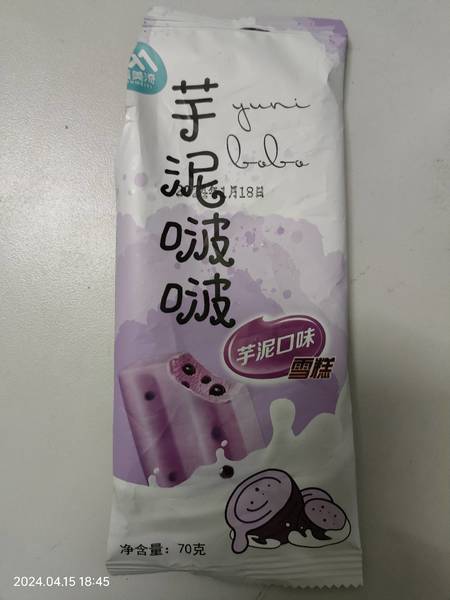 芋泥啵啵
yuni
bobo
1月18日
芋泥口味
雪糕
净含量：70克
2024.04.15 18:45